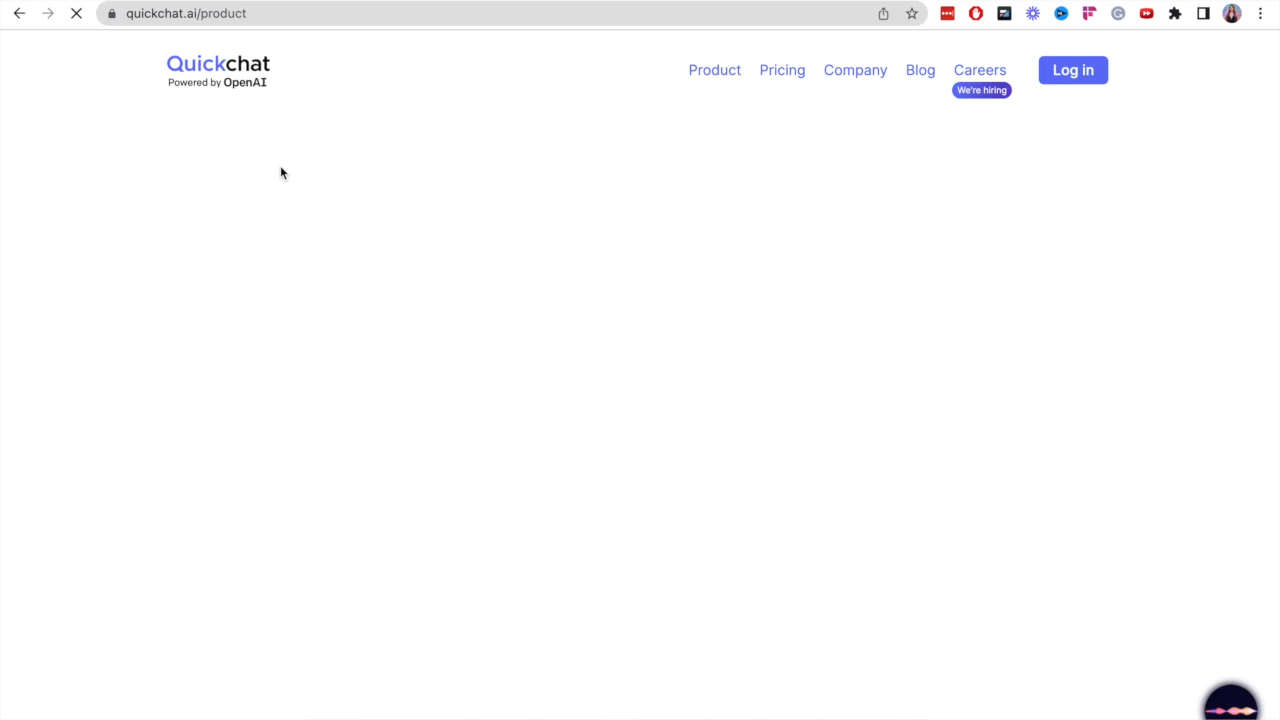 quickchat.ai/product
Quickchat
Powered by OpenAI
Product Pricing Company Blog Careers Log in
We're hiring